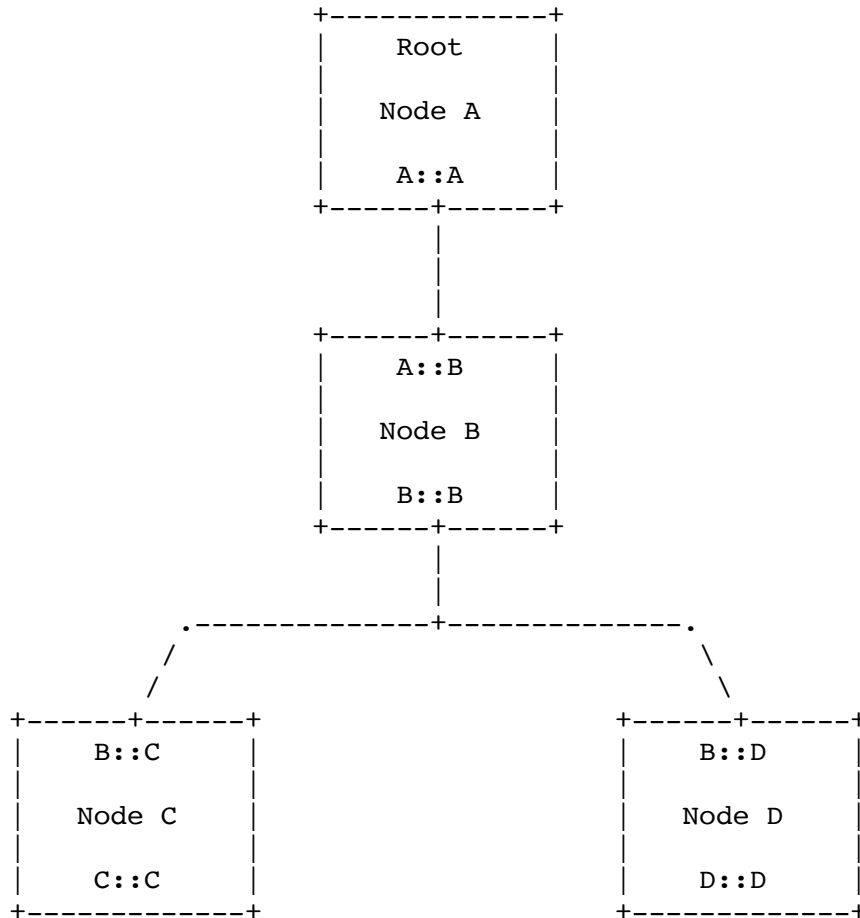 Root
Node A
A::A
A::B
Node B
B::B
B::C
Node C
C::C
B::D
Node D
D::D